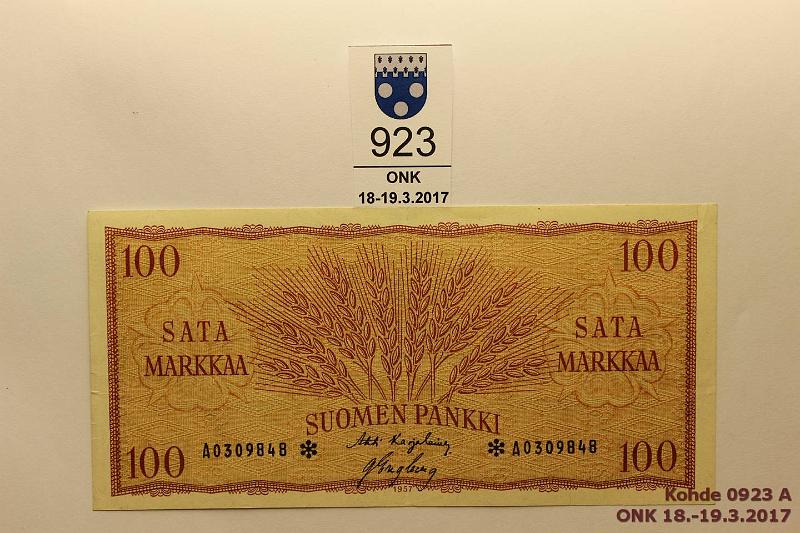 923
ONK
18-19.3.2017
100 100
SATA SATA
MARKKAA MARKKAA
SUOMEN PANKKI
100 A0309848 * * A0309848 100
1957
Kohde 0923 A
ONK 18.-19.3.2017